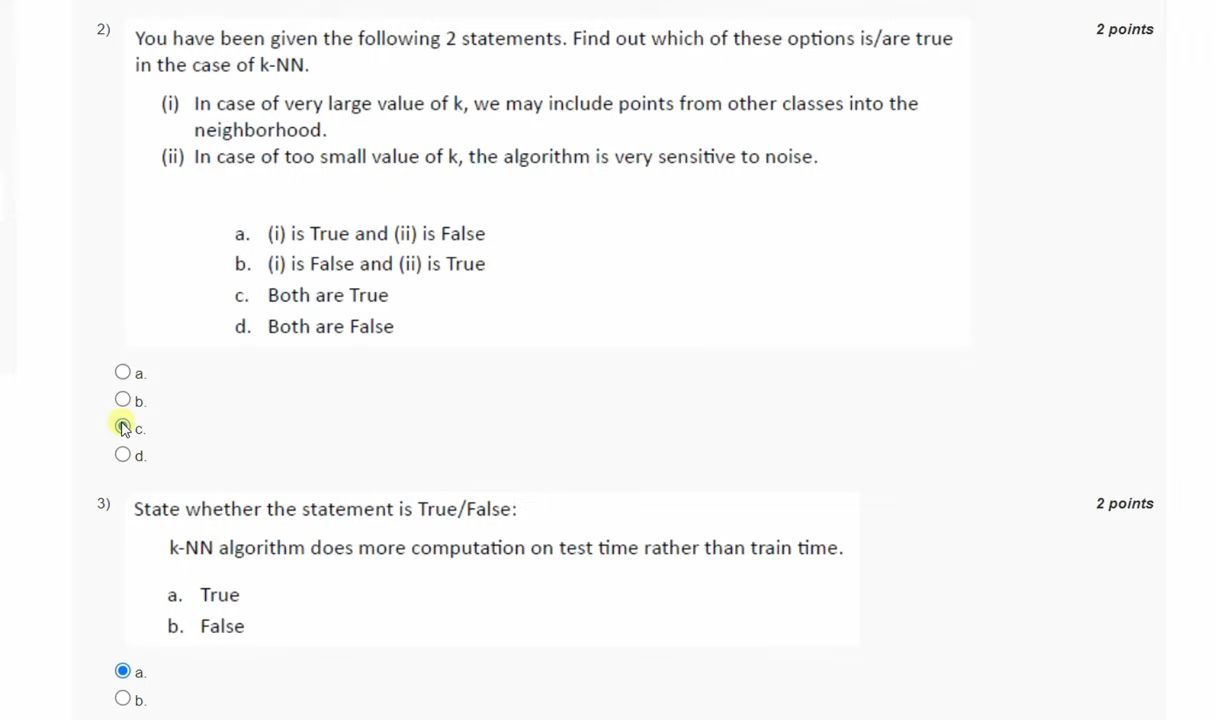 2)
You have been given the following 2 statements. Find out which of these options is/are true
in the case of k-NN.
2 points
(i) In case of very large value of k, we may include points from other classes into the
neighborhood.
(ii) In case of too small value of k, the algorithm is very sensitive to noise.
a. (i) is True and (ii) is False
b. (i) is False and (ii) is True
c. Both are True
d. Both are False
a.
b.
c.
d.
3) State whether the statement is True/False:
2 points
k-NN algorithm does more computation on test time rather than train time.
a. True
b. False
a.
b.